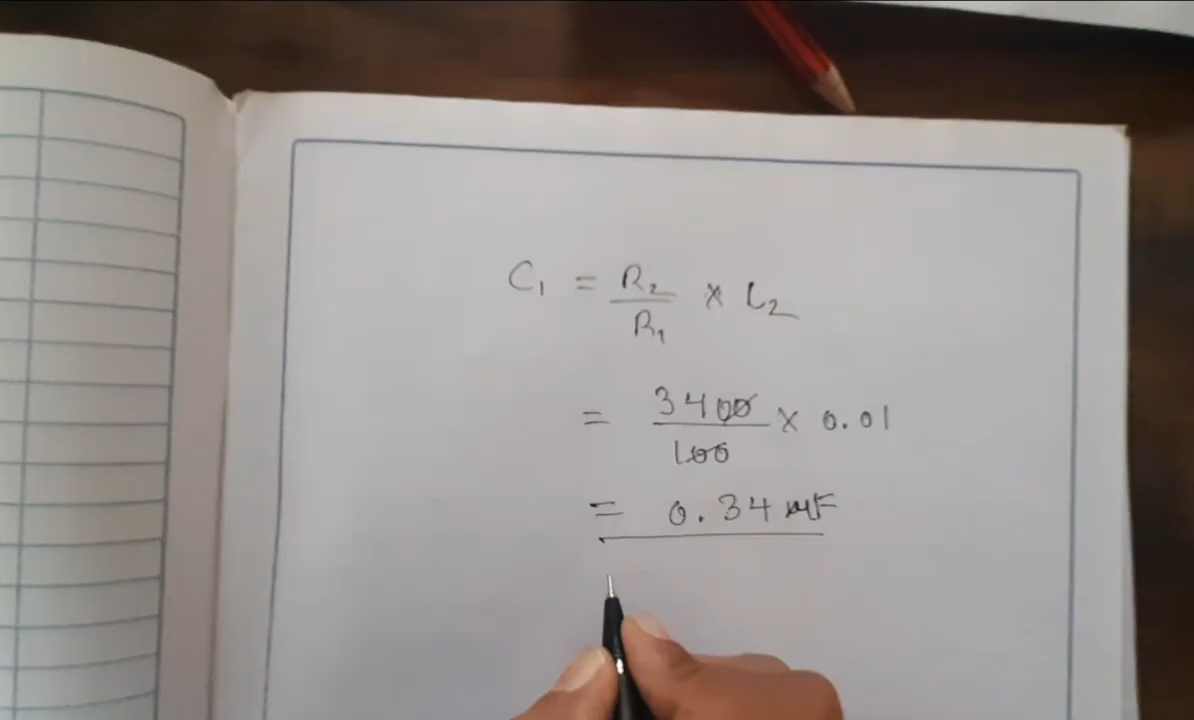 C₁ = R₂/R₁ × C₂
= 3400/100 × 0.01
= 0.34 μF